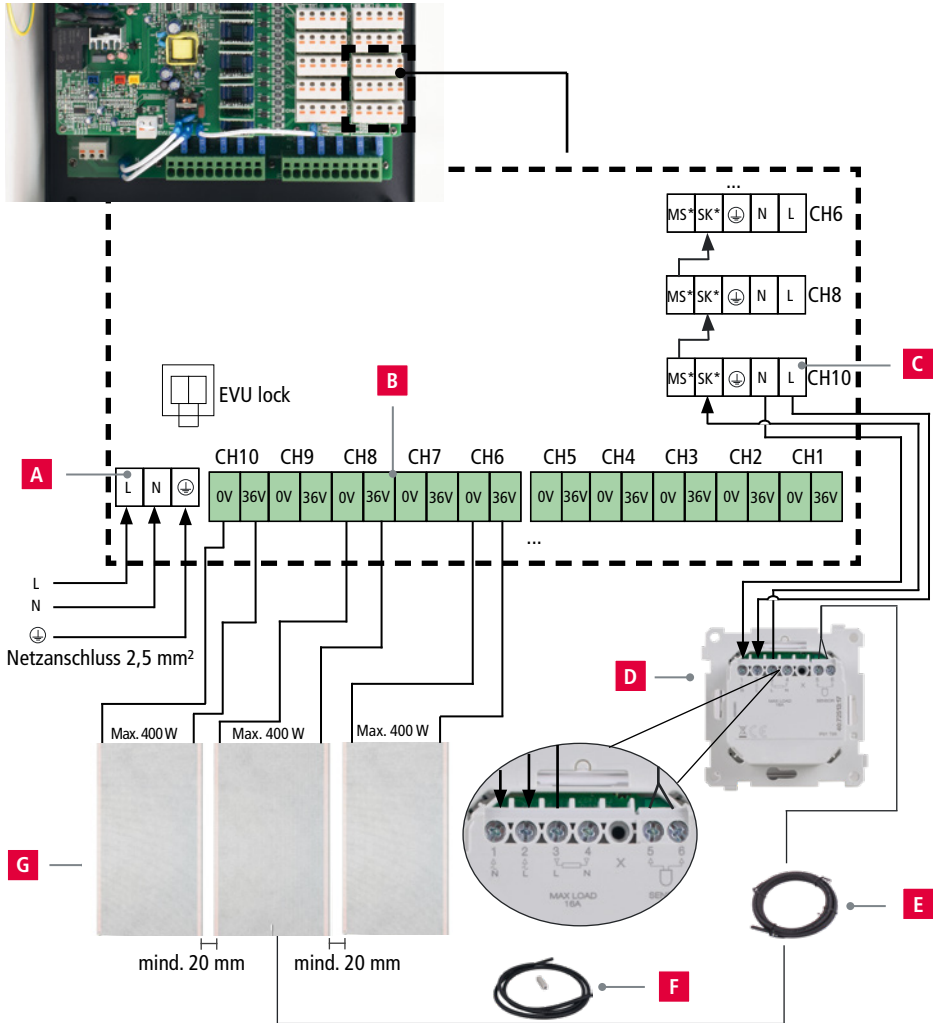 ...
MS* SK* N L CH6
MS* SK* N L CH8
MS* SK* N L CH10
C
B
EVU lock
A
L N
CH10 CH9 CH8 CH7 CH6 CH5 CH4 CH3 CH2 CH1
0V 36V 0V 36V 0V 36V 0V 36V 0V 36V 0V 36V 0V 36V 0V 36V 0V 36V 0V 36V
...
L
N
Netzanschluss 2,5 mm²
D
Max. 400 W Max. 400 W Max. 400 W
1 2 3 4 5 6
N L L N X
MAX LOAD
16A
G
E
mind. 20 mm mind. 20 mm
F